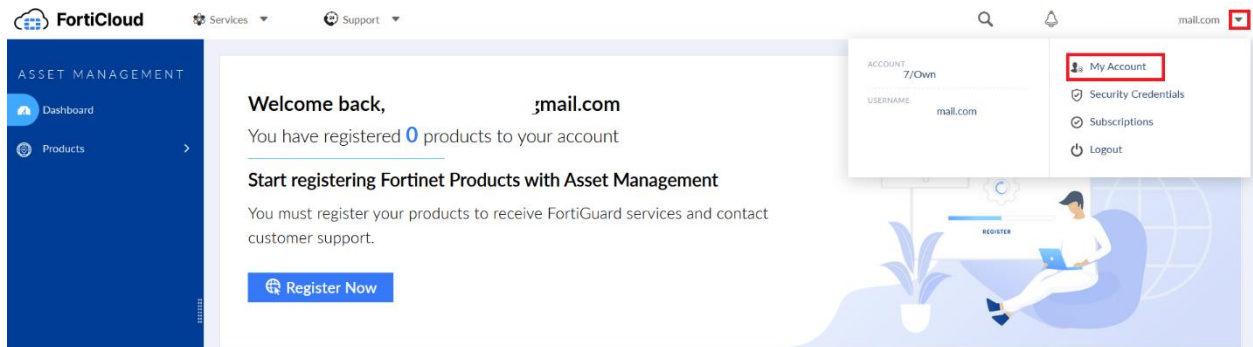 FortiCloud
Services
Support
mail.com
ASSET MANAGEMENT
Dashboard
Products
Welcome back, gmail.com
You have registered 0 products to your account
Start registering Fortinet Products with Asset Management
You must register your products to receive FortiGuard services and contact
customer support.
Register Now
ACCOUNT
7/Own
USERNAME
mail.com
My Account
Security Credentials
Subscriptions
Logout
REGISTER